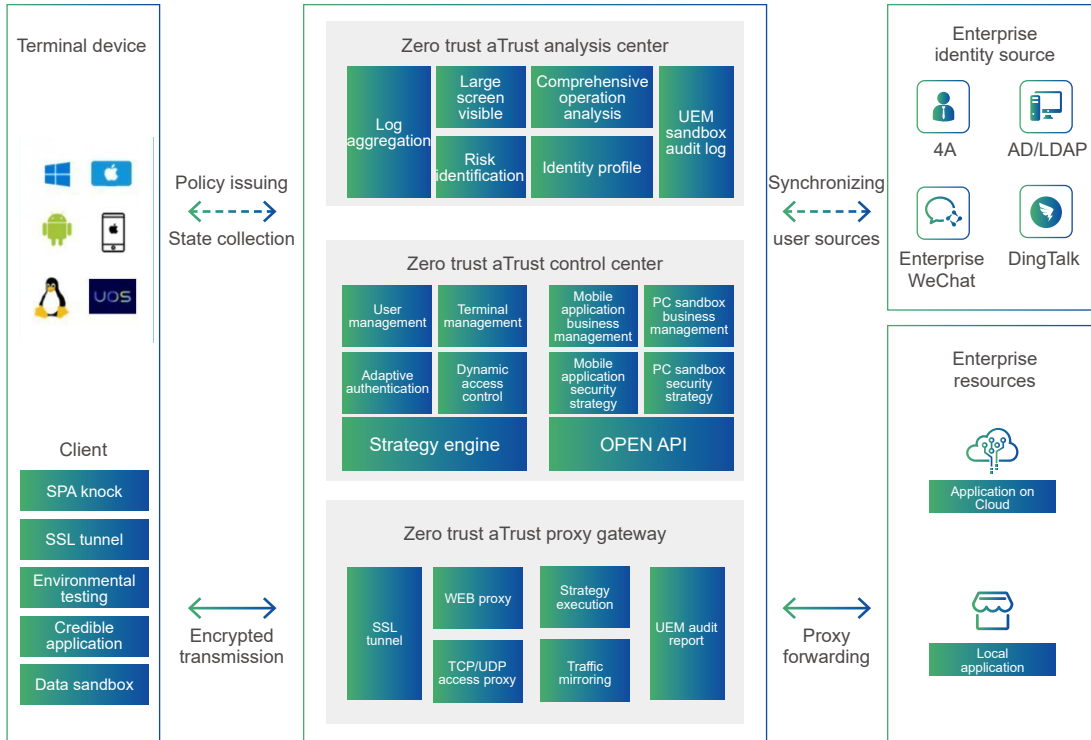 Terminal device
UOS
Client
SPA knock
SSL tunnel
Environmental
testing
Credible
application
Data sandbox
Policy issuing
State collection
Encrypted
transmission
Zero trust aTrust analysis center
Log
aggregation
Large
screen
visible
Risk
identification
Comprehensive
operation
analysis
Identity profile
UEM
sandbox
audit log
Zero trust aTrust control center
User
management
Terminal
management
Adaptive
authentication
Dynamic
access
control
Strategy engine
Mobile
application
business
management
PC sandbox
business
management
Mobile
application
security
strategy
PC sandbox
security
strategy
OPEN API
Zero trust aTrust proxy gateway
SSL
tunnel
WEB proxy
TCP/UDP
access proxy
Strategy
execution
Traffic
mirroring
UEM audit
report
Synchronizing
user sources
Proxy
forwarding
Enterprise
identity source
4A
AD/LDAP
Enterprise
WeChat
DingTalk
Enterprise
resources
Application on
Cloud
Local
application